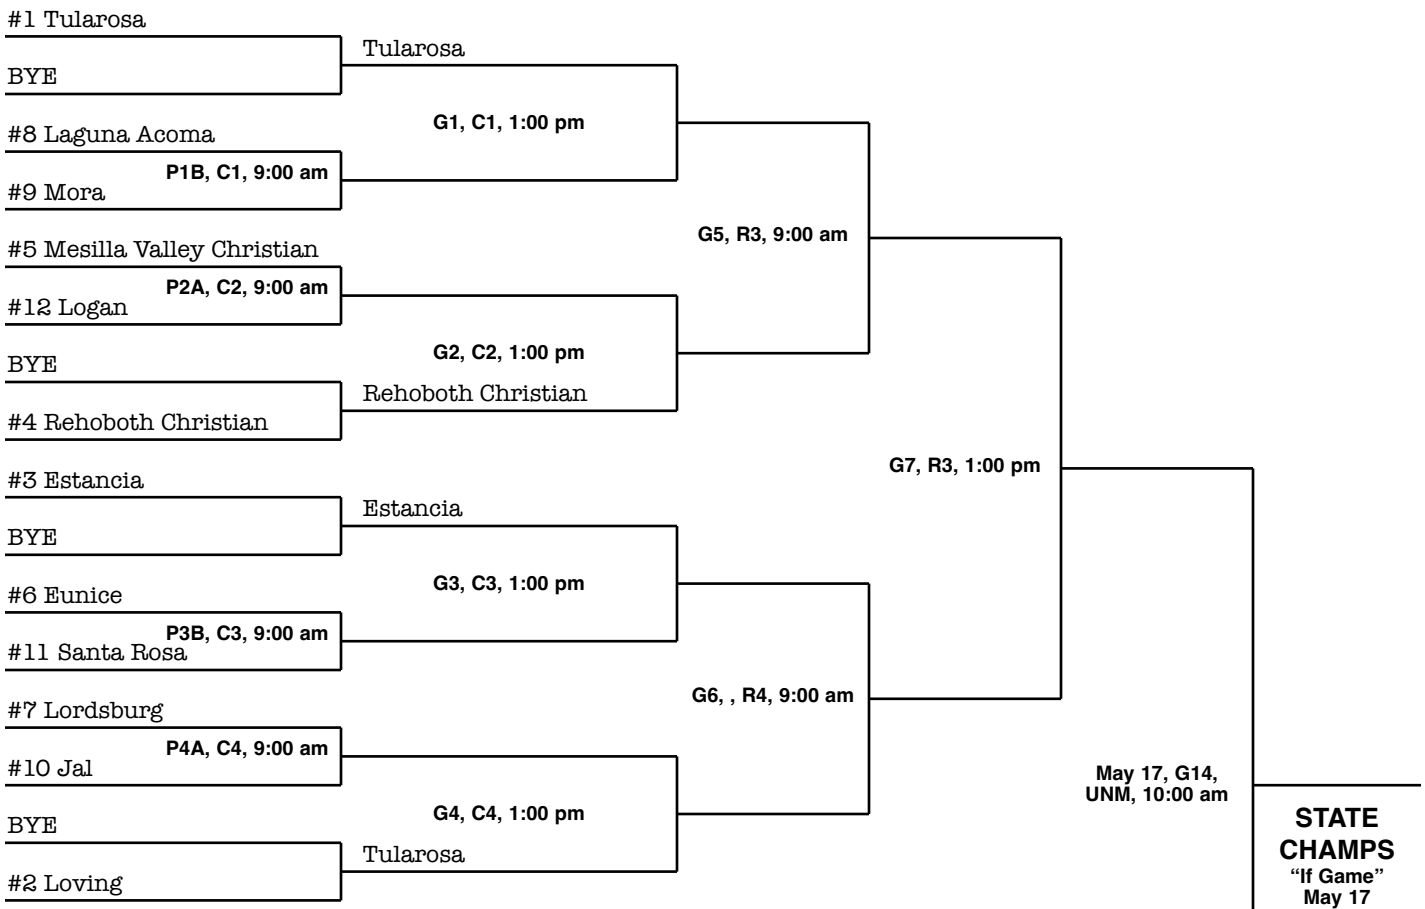 #1 Tularosa
Tularosa
BYE
G1, C1, 1:00 pm
#8 Laguna Acoma
P1B, C1, 9:00 am
#9 Mora
G5, R3, 9:00 am
#5 Mesilla Valley Christian
P2A, C2, 9:00 am
#12 Logan
G2, C2, 1:00 pm
BYE
Rehoboth Christian
#4 Rehoboth Christian
G7, R3, 1:00 pm
#3 Estancia
Estancia
BYE
G3, C3, 1:00 pm
#6 Eunice
P3B, C3, 9:00 am
#11 Santa Rosa
G6, , R4, 9:00 am
#7 Lordsburg
P4A, C4, 9:00 am
#10 Jal
May 17, G14,
UNM, 10:00 am
G4, C4, 1:00 pm
BYE
Tularosa
#2 Loving
STATE
CHAMPS
“If Game”
May 17